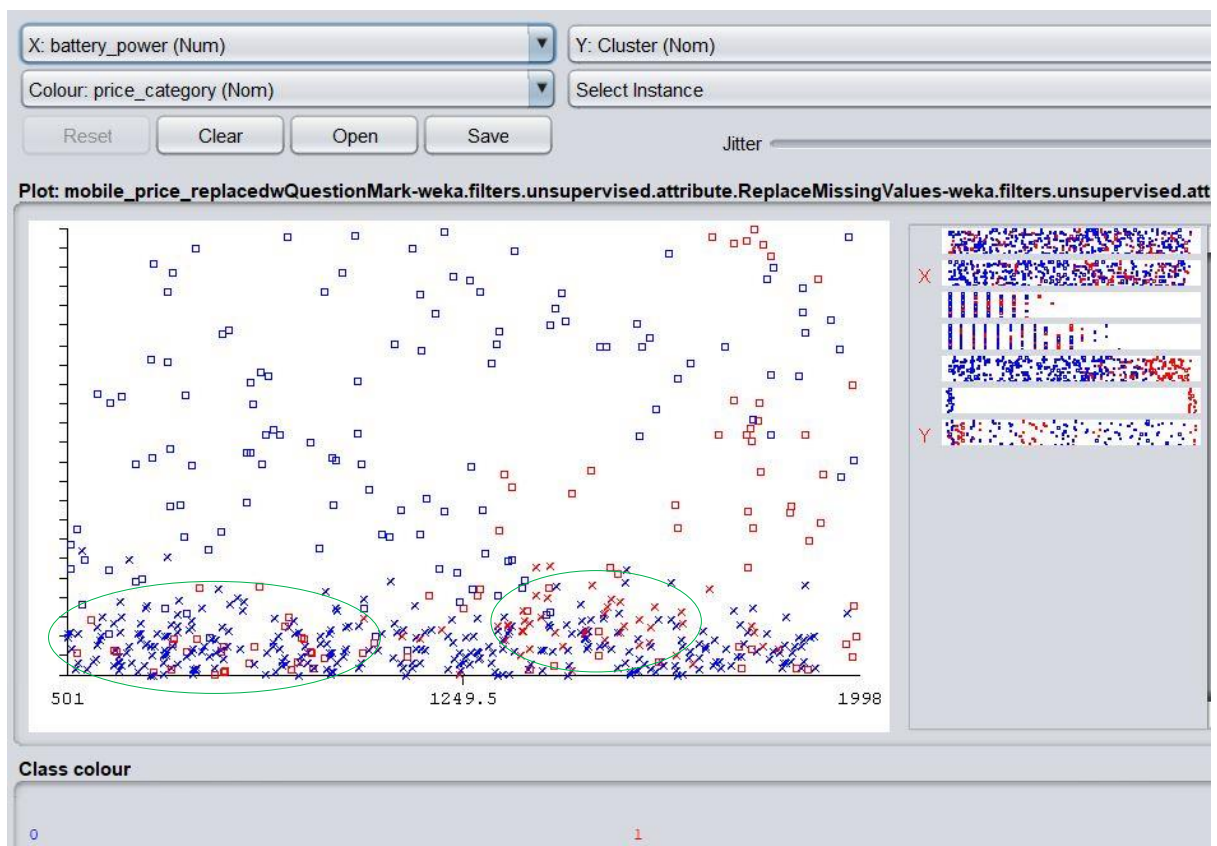 X: battery_power (Num)
Y: Cluster (Nom)
Colour: price_category (Nom)
Select Instance
Reset
Clear
Open
Save
Jitter
Plot: mobile_price_replacedwQuestionMark-weka.filters.unsupervised.attribute.ReplaceMissingValues-weka.filters.unsupervised.att
X
Y
501
1249.5
1998
Class colour
0
1